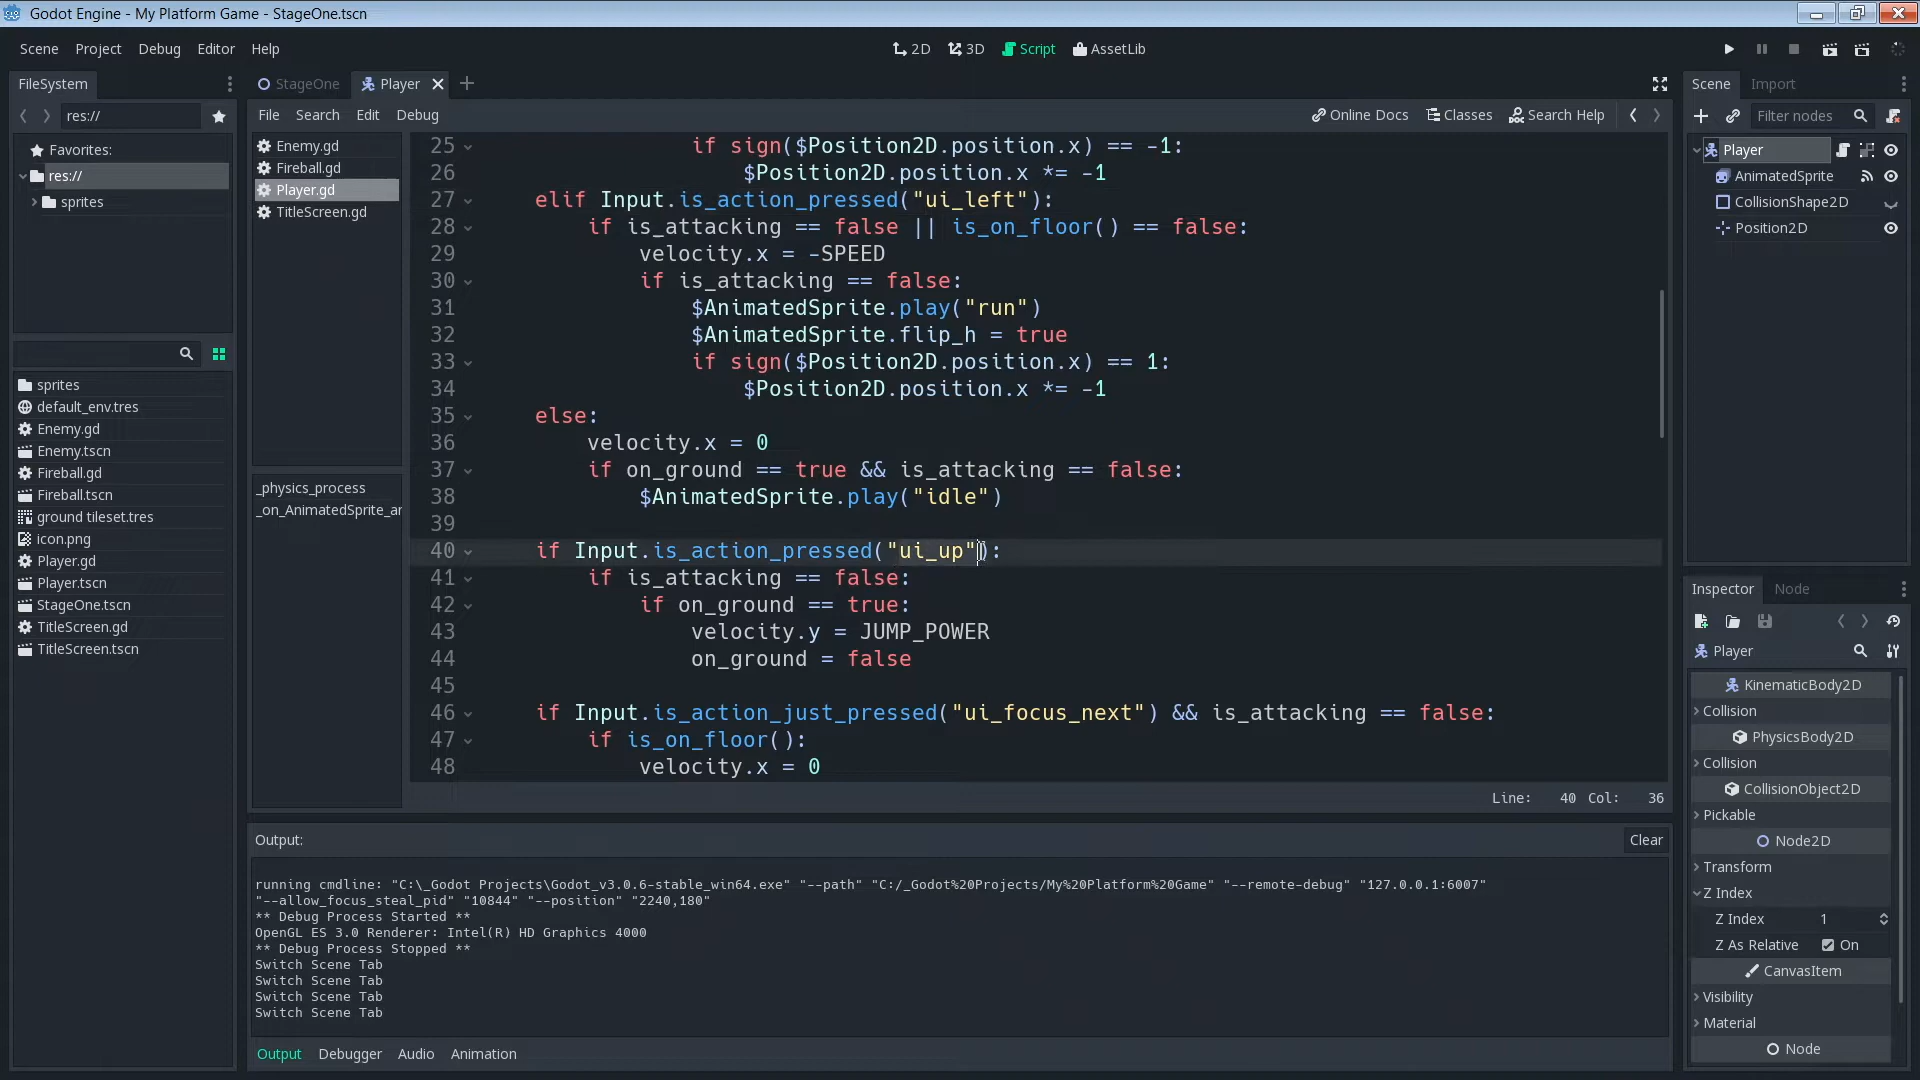 Godot Engine - My Platform Game - StageOne.tscn
Scene Project Debug Editor Help
2D 3D Script AssetLib
FileSystem
res://
Favorites:
res://
sprites
sprites
default_env.tres
Enemy.gd
Enemy.tscn
Fireball.gd
Fireball.tscn
ground tileset.tres
icon.png
Player.gd
Player.tscn
StageOne.tscn
TitleScreen.gd
TitleScreen.tscn
StageOne Player
File Search Edit Debug
Online Docs Classes Search Help
Enemy.gd
Fireball.gd
Player.gd
TitleScreen.gd
_physics_process
_on_AnimatedSprite_ar
25 if sign($Position2D.position.x) == -1:
26 $Position2D.position.x *= -1
27 elif Input.is_action_pressed("ui_left"):
28 if is_attacking == false || is_on_floor() == false:
29 velocity.x = -SPEED
30 if is_attacking == false:
31 $AnimatedSprite.play("run")
32 $AnimatedSprite.flip_h = true
33 if sign($Position2D.position.x) == 1:
34 $Position2D.position.x *= -1
35 else:
36 velocity.x = 0
37 if on_ground == true && is_attacking == false:
38 $AnimatedSprite.play("idle")
39
40 if Input.is_action_pressed("ui_up"):
41 if is_attacking == false:
42 if on_ground == true:
43 velocity.y = JUMP_POWER
44 on_ground = false
45
46 if Input.is_action_just_pressed("ui_focus_next") && is_attacking == false:
47 if is_on_floor():
48 velocity.x = 0
Line: 40 Col: 36
Output: Clear
running cmdline: "C:\_Godot Projects\Godot_v3.0.6-stable_win64.exe" "--path" "C:/_Godot%20Projects/My%20Platform%20Game" "--remote-debug" "127.0.0.1:6007"
"--allow_focus_steal_pid" "10844" "--position" "2240,180"
** Debug Process Started **
OpenGL ES 3.0 Renderer: Intel(R) HD Graphics 4000
** Debug Process Stopped **
Switch Scene Tab
Switch Scene Tab
Switch Scene Tab
Switch Scene Tab
Output Debugger Audio Animation
Scene Import
Filter nodes
Player
AnimatedSprite
CollisionShape2D
Position2D
Inspector Node
Player
KinematicBody2D
Collision
PhysicsBody2D
Collision
CollisionObject2D
Pickable
Node2D
Transform
Z Index
Z Index 1
Z As Relative On
CanvasItem
Visibility
Material
Node